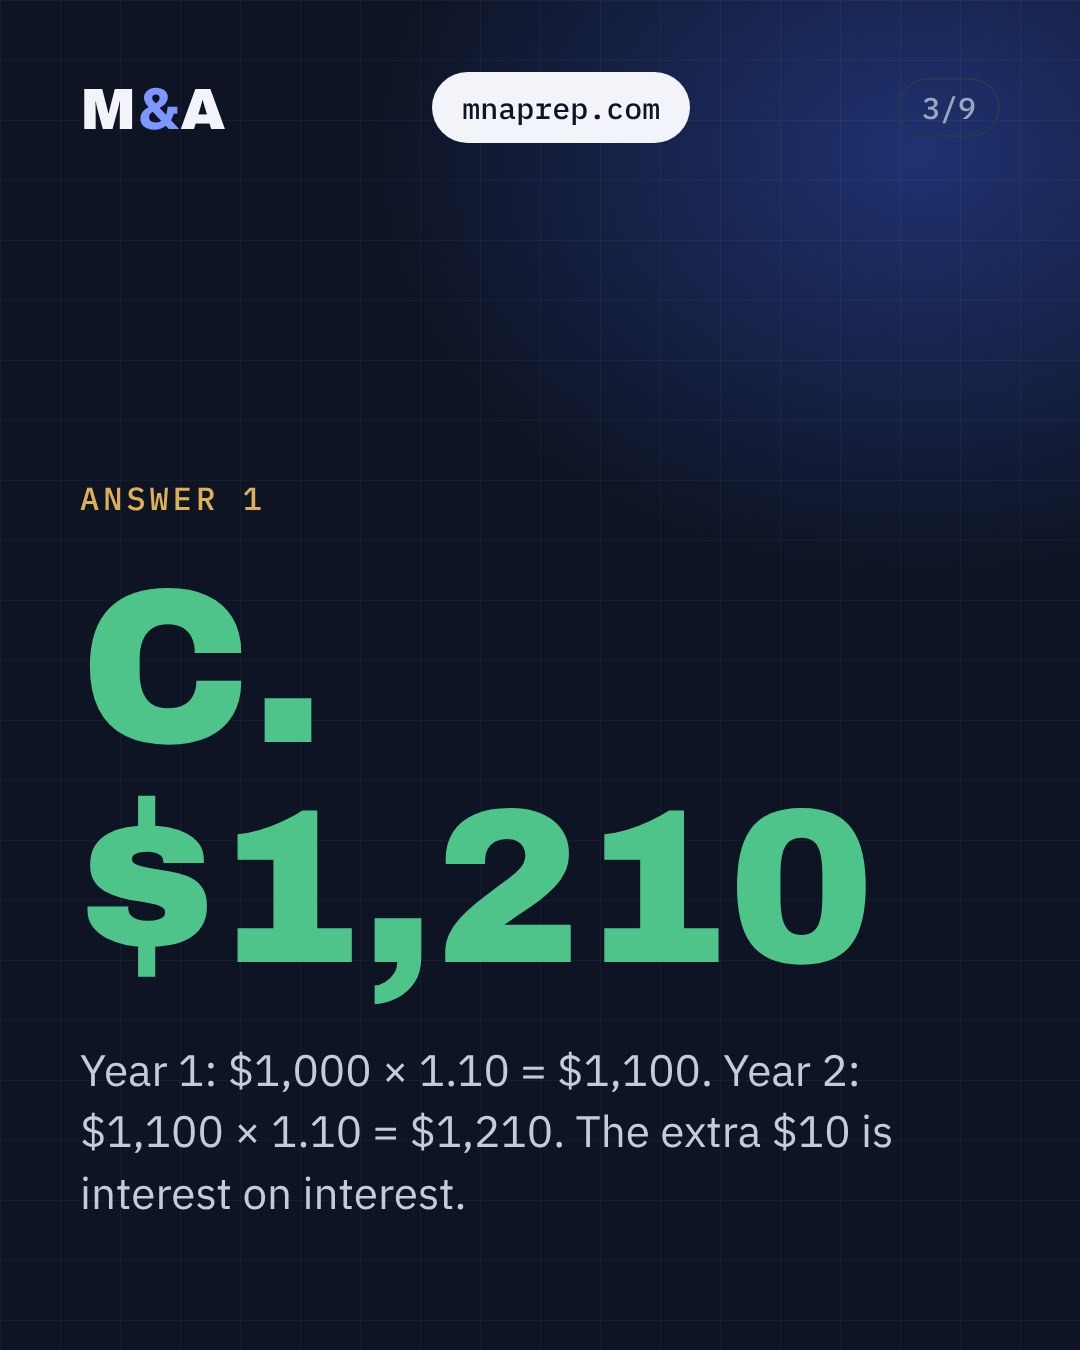 M&A
mnaprep.com
3/9
ANSWER 1
C.
$1,210
Year 1: $1,000 × 1.10 = $1,100. Year 2:
$1,100 × 1.10 = $1,210. The extra $10 is
interest on interest.